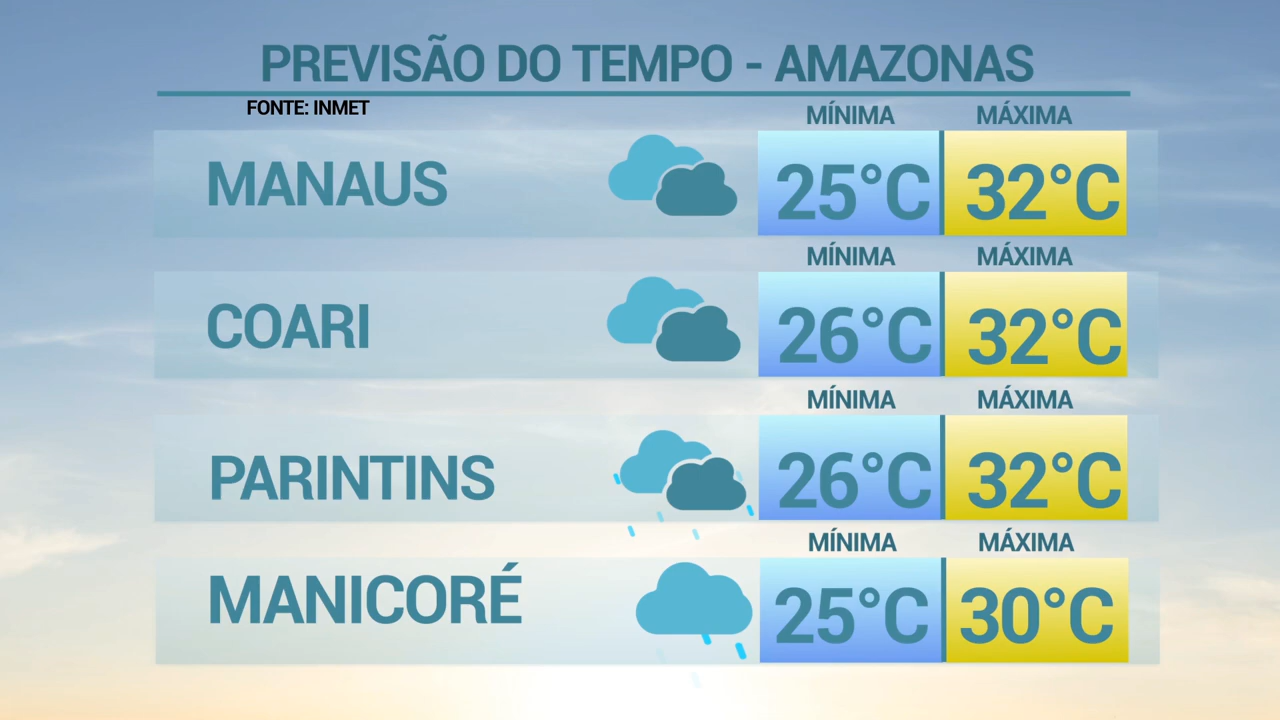 PREVISÃO DO TEMPO - AMAZONAS
FONTE: INMET
MÍNIMA MÁXIMA
MANAUS 25°C 32°C
MÍNIMA MÁXIMA
COARI 26°C 32°C
MÍNIMA MÁXIMA
PARINTINS 26°C 32°C
MÍNIMA MÁXIMA
MANICORÉ 25°C 30°C